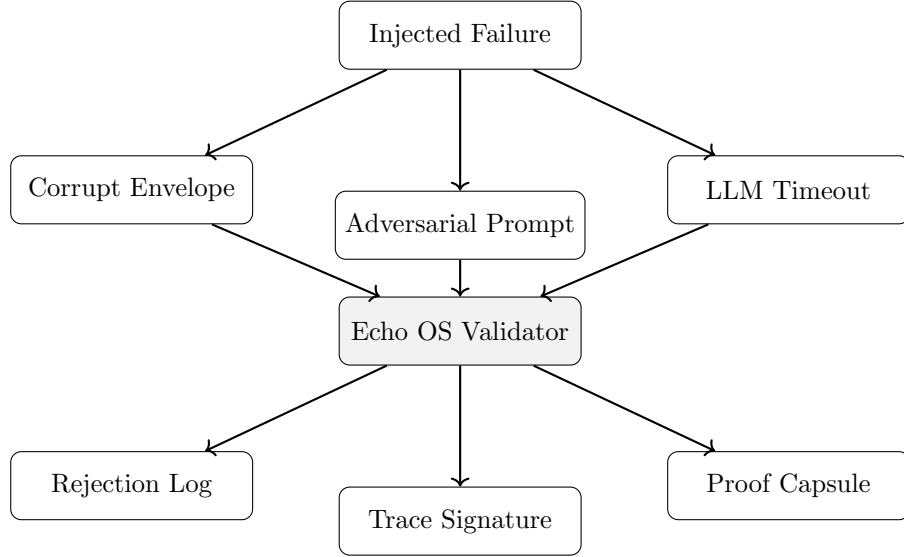 Injected Failure
Corrupt Envelope
LLM Timeout
Adversarial Prompt
Echo OS Validator
Rejection Log
Proof Capsule
Trace Signature